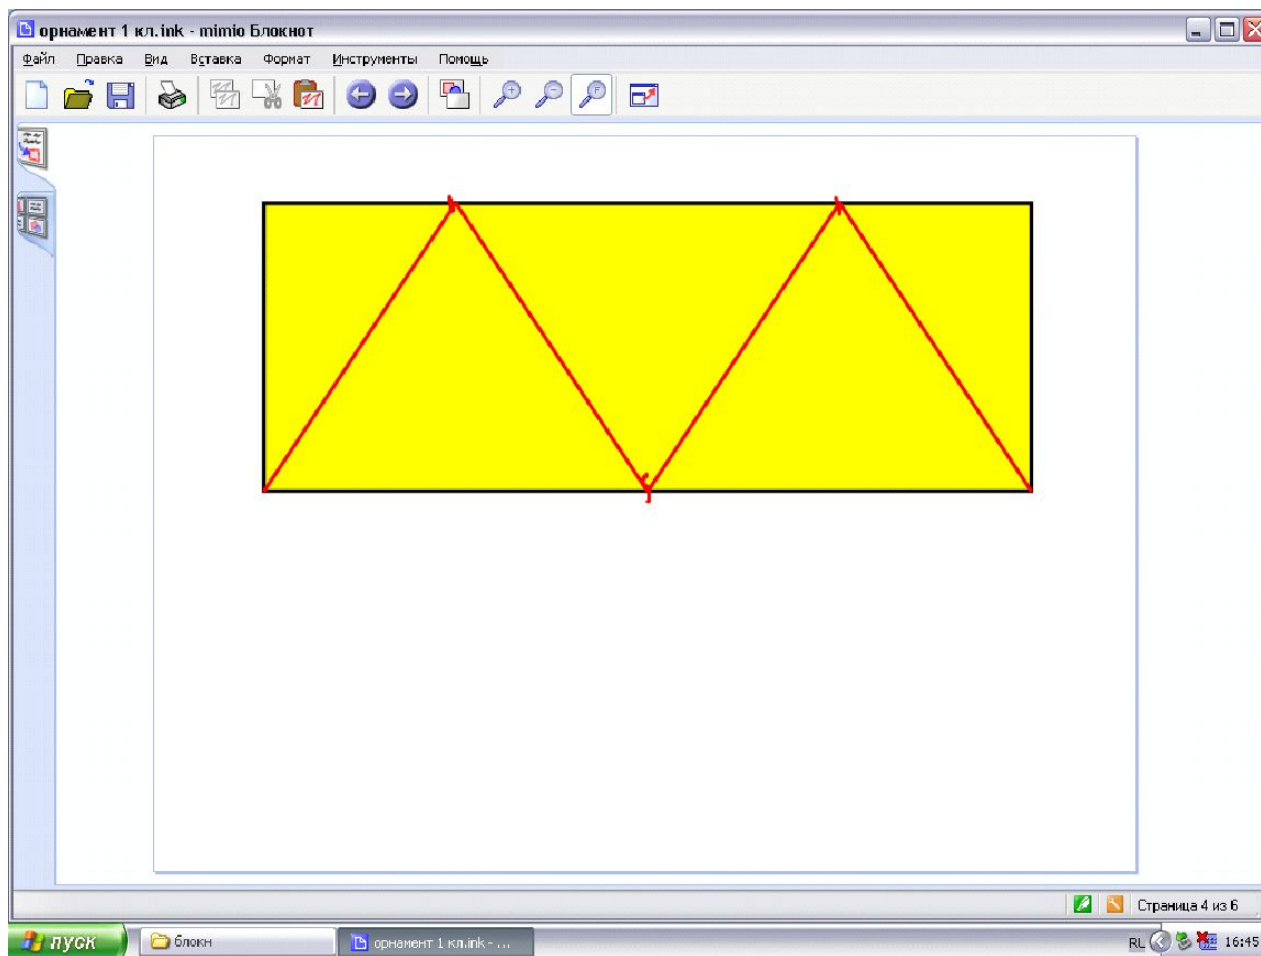 орнамент 1 кл.ink - mimio Блокнот
Файл Правка Вид Вставка Формат Инструменты Помощь
Страница 4 из 6
пуск блокн орнамент 1 кл.ink - ... RL 16:45